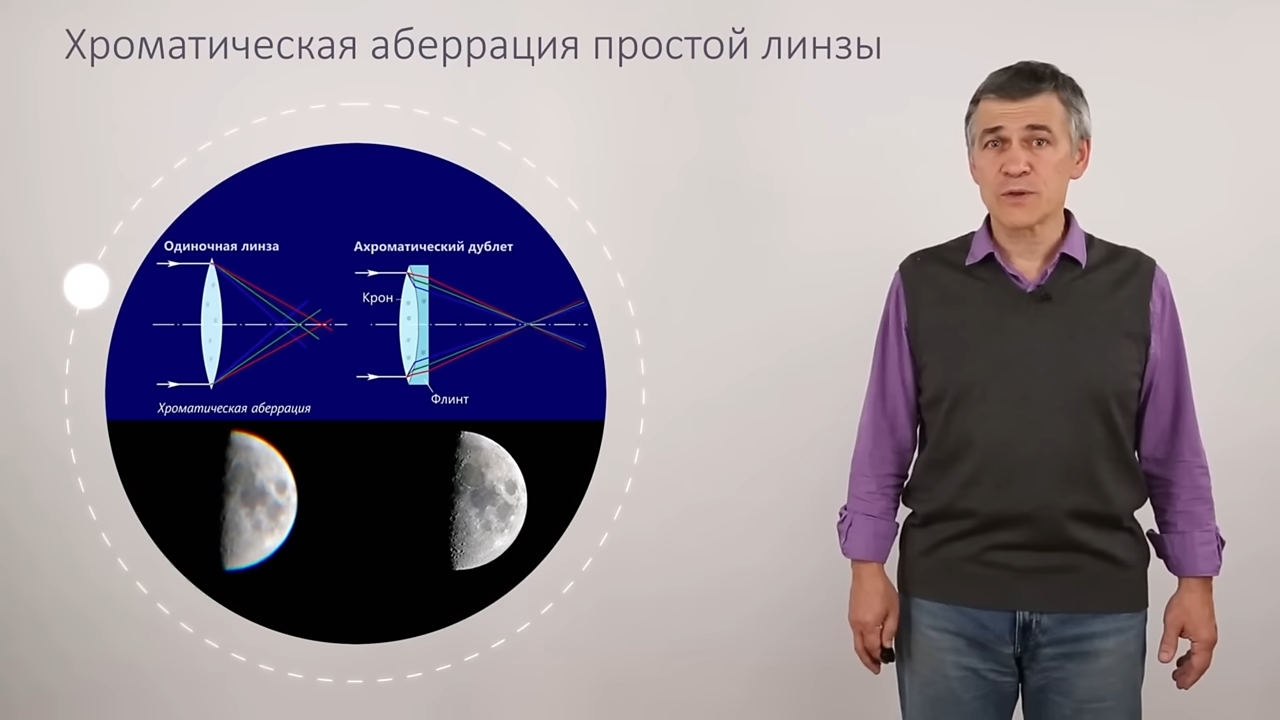 Хроматическая аберрация простой линзы
Одиночная линза
Ахроматический дублет
Крон
Флинт
Хроматическая аберрация